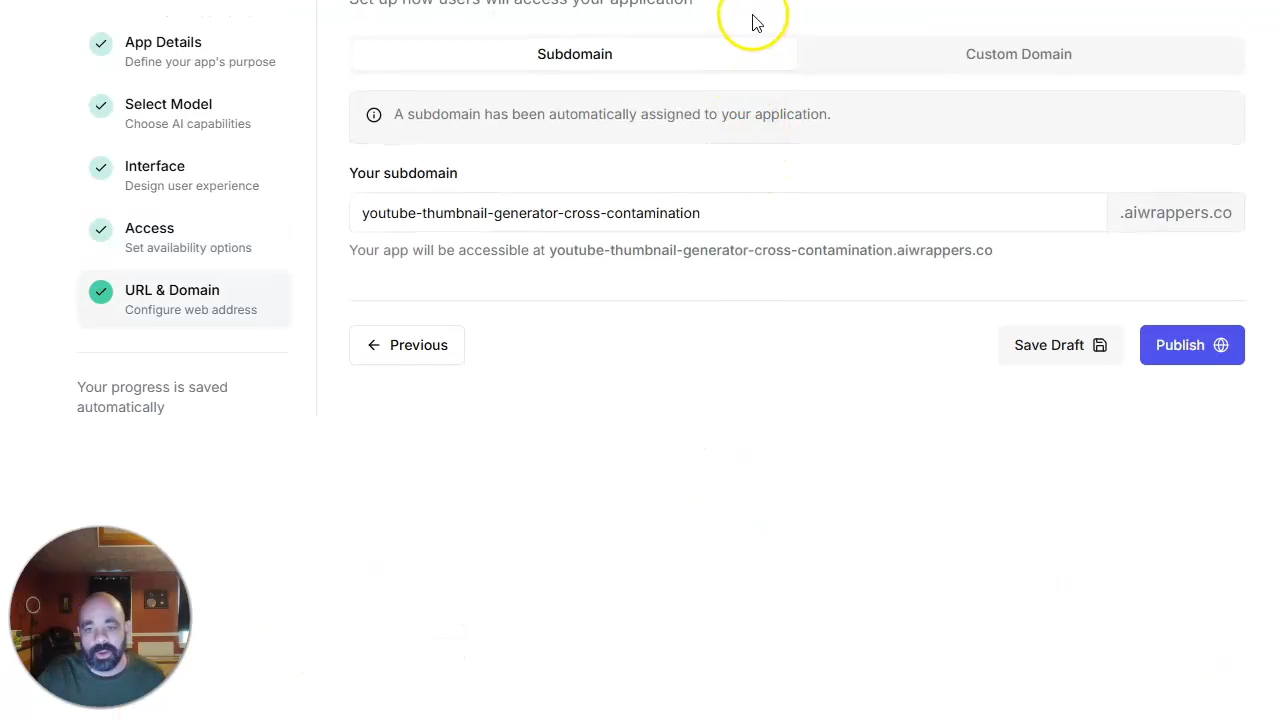 Set up how users will access your application
App Details
Define your app's purpose
Select Model
Choose AI capabilities
Interface
Design user experience
Access
Set availability options
URL & Domain
Configure web address
Your progress is saved
automatically
Subdomain
Custom Domain
A subdomain has been automatically assigned to your application.
Your subdomain
youtube-thumbnail-generator-cross-contamination
.aiwrappers.co
Your app will be accessible at youtube-thumbnail-generator-cross-contamination.aiwrappers.co
Previous
Save Draft
Publish